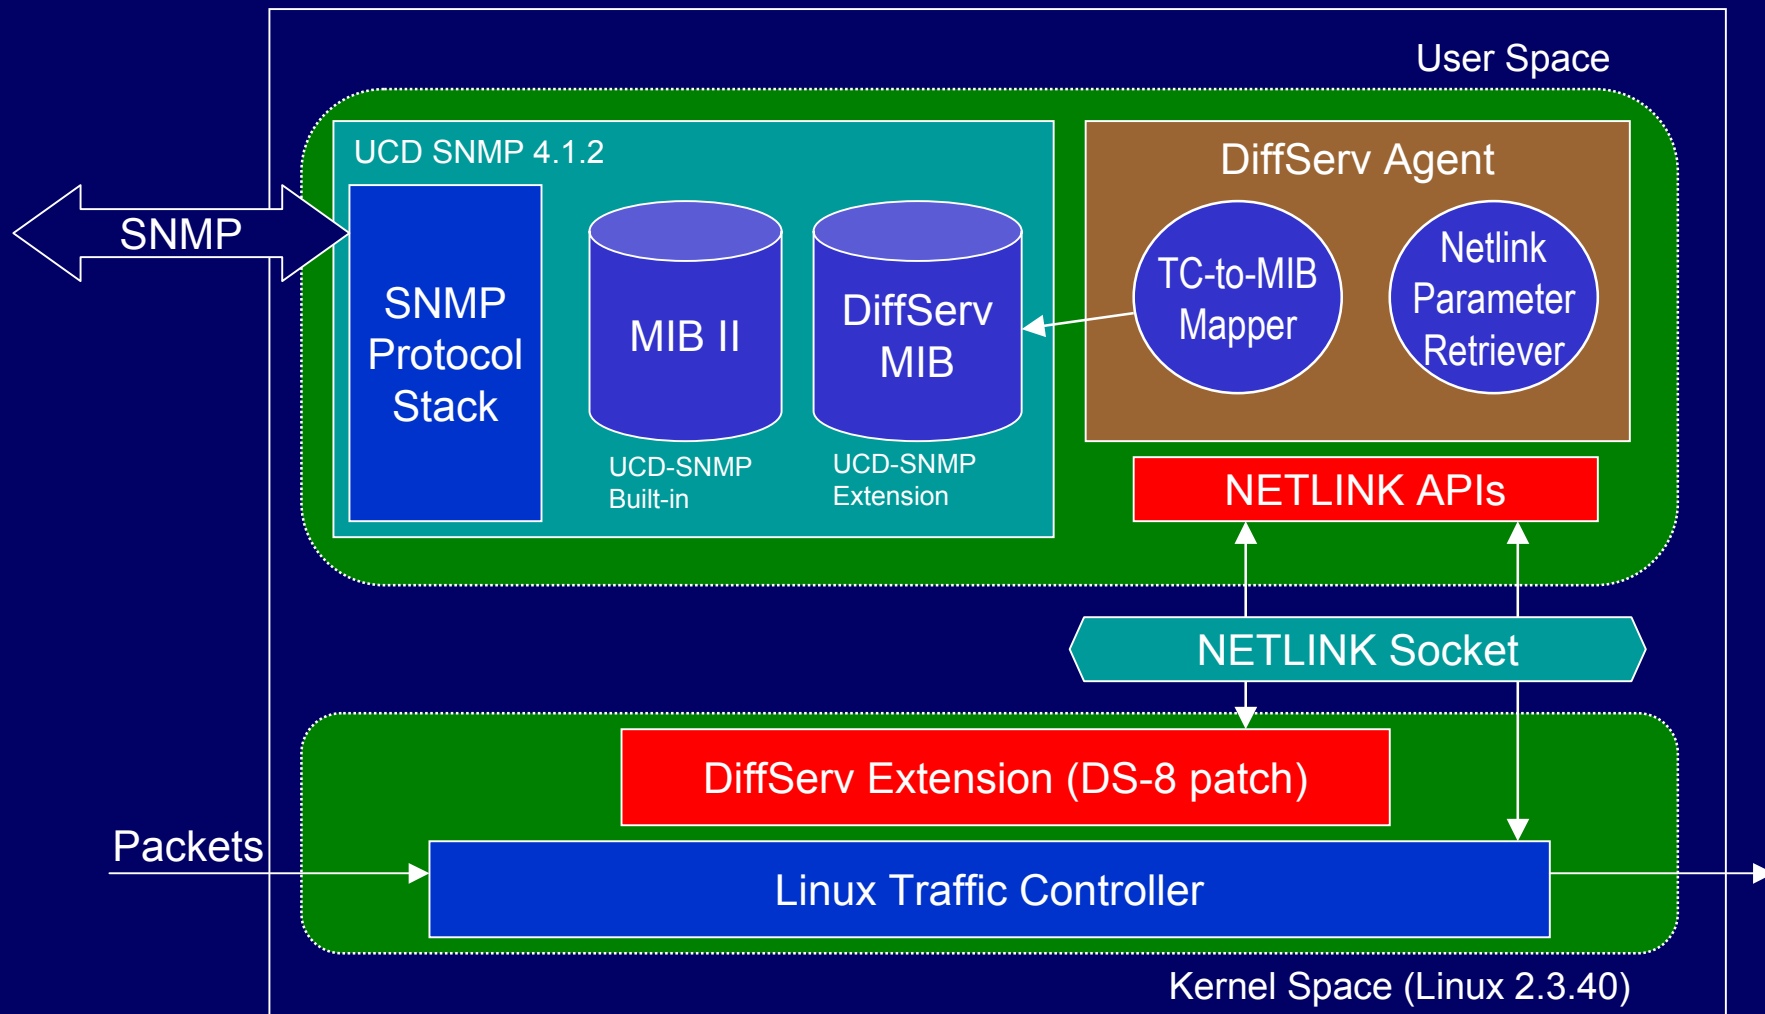 User Space
UCD SNMP 4.1.2
DiffServ Agent
SNMP
SNMP
Protocol
Stack
MIB II
DiffServ
MIB
TC-to-MIB
Mapper
Netlink
Parameter
Retriever
UCD-SNMP
Built-in
UCD-SNMP
Extension
NETLINK APIs
NETLINK Socket
DiffServ Extension (DS-8 patch)
Packets
Linux Traffic Controller
Kernel Space (Linux 2.3.40)